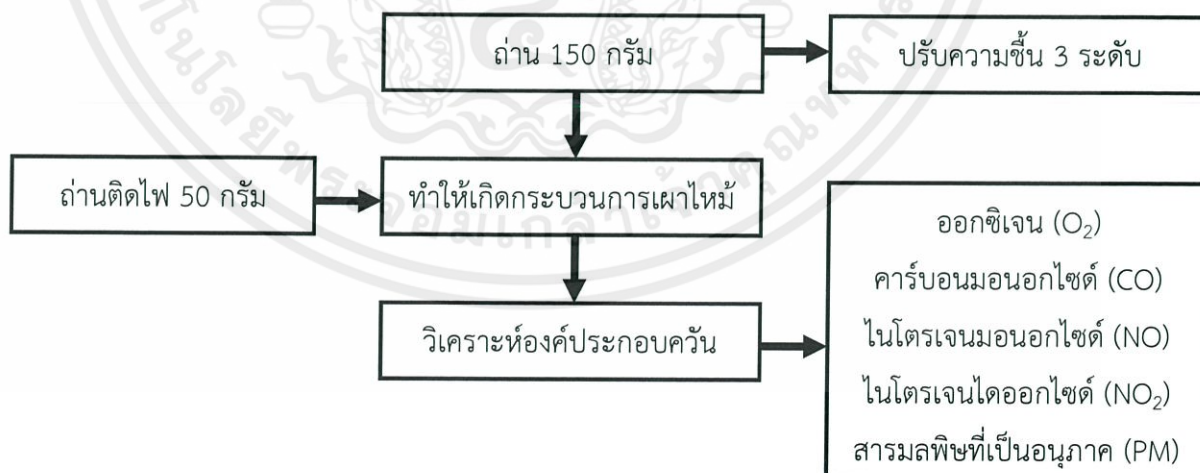 ถ่าน 150 กรัม
ปรับความชื้น 3 ระดับ
ถ่านติดไฟ 50 กรัม
ทำให้เกิดกระบวนการเผาไหม้
วิเคราะห์องค์ประกอบควัน
ออกซิเจน (O₂)
คาร์บอนมอนอกไซด์ (CO)
ไนโตรเจนมอนอกไซด์ (NO)
ไนโตรเจนไดออกไซด์ (NO₂)
สารมลพิษที่เป็นอนุภาค (PM)